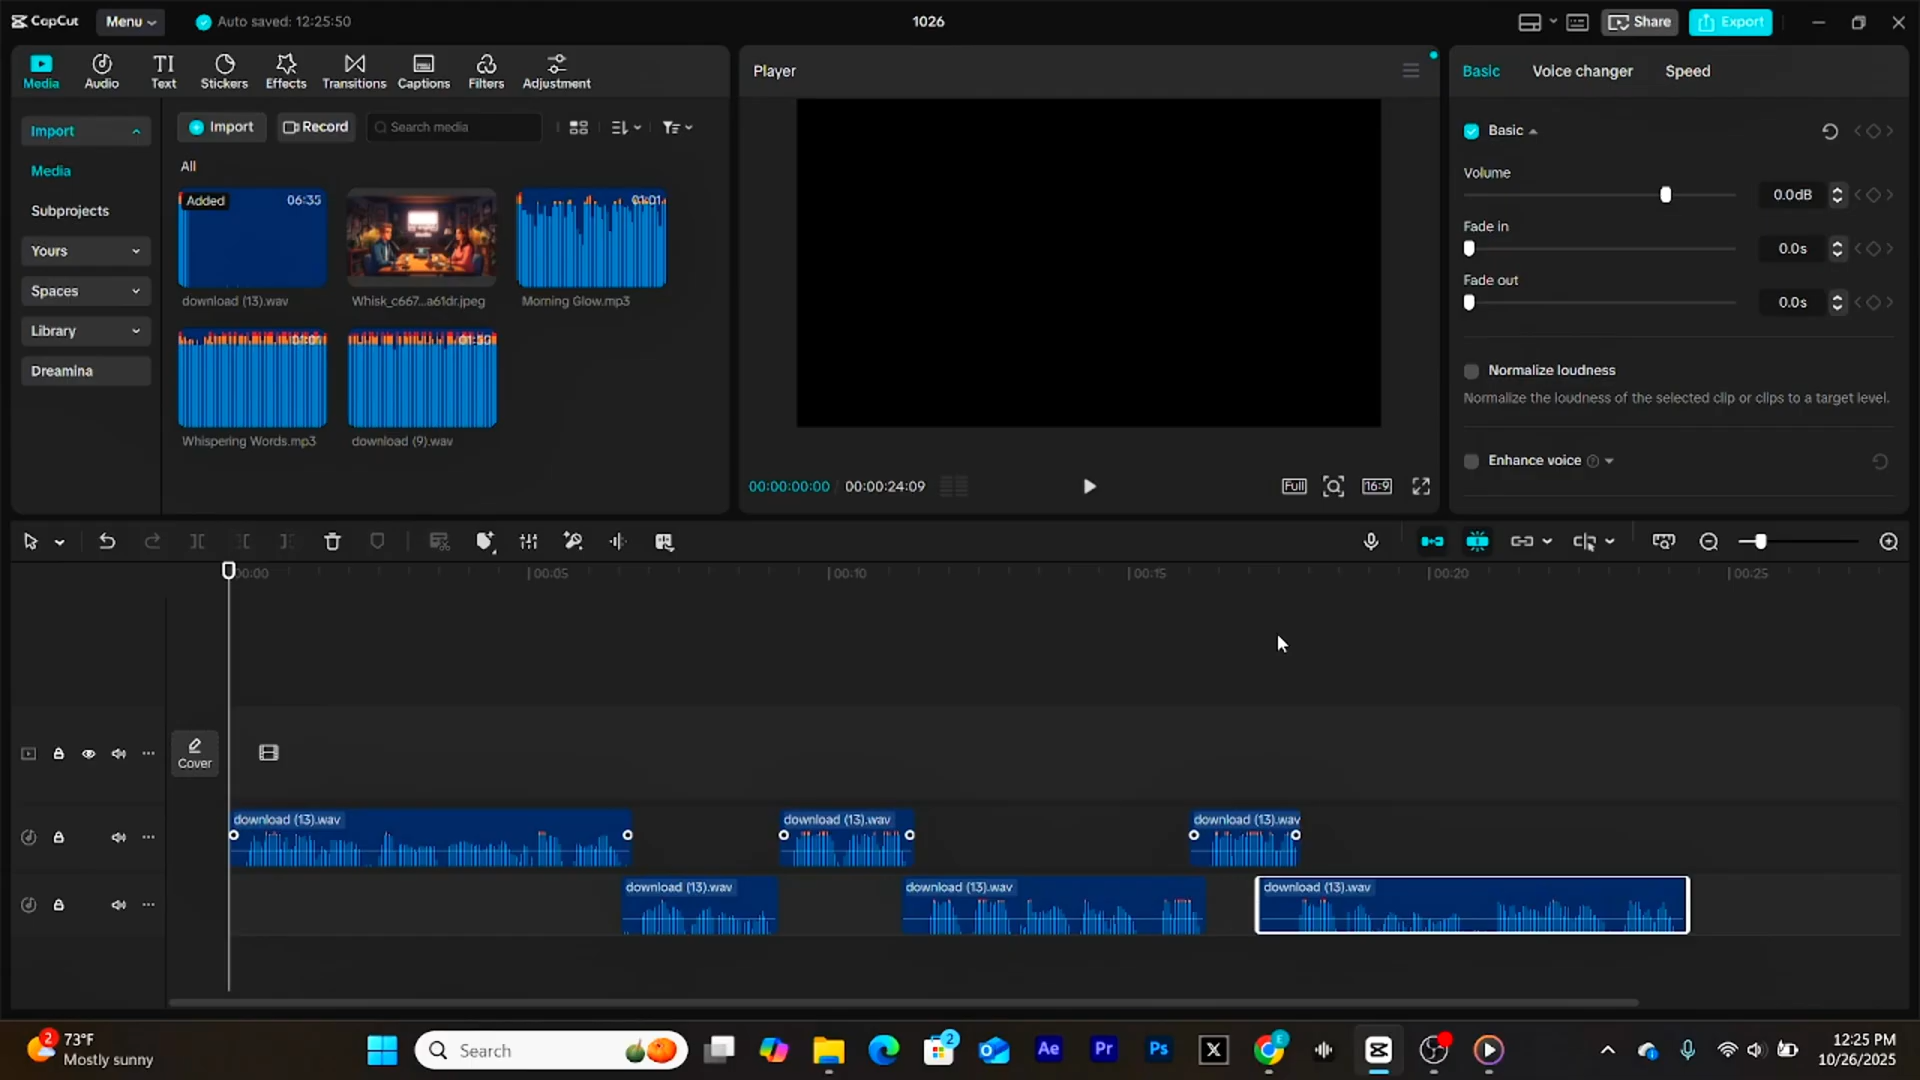 CapCut
Menu
Auto saved: 12:25:50
1026
Share
Export
Media
Audio
Text
Stickers
Effects
Transitions
Captions
Filters
Adjustment
Import
Media
Subprojects
Yours
Spaces
Library
Dreamina
Import
Record
Search media
All
Added
06:35
download (13).wav
Whisk_c667...a61dr.jpeg
01:01
Morning Glow.mp3
Whispering Words.mp3
download (9).wav
Player
00:00:00:00
00:00:24:09
Full
16:9
Basic
Voice changer
Speed
Basic
Volume
0.0dB
Fade in
0.0s
Fade out
0.0s
Normalize loudness
Normalize the loudness of the selected clip or clips to a target level.
Enhance voice
00:00
00:05
00:10
00:15
00:20
00:25
Cover
download (13).wav
download (13).wav
download (13).wav
download (13).wav
download (13).wav
download (13).wav
2
73°F
Mostly sunny
Search
2
Ae
Pr
Ps
X
E
12:25 PM
10/26/2025